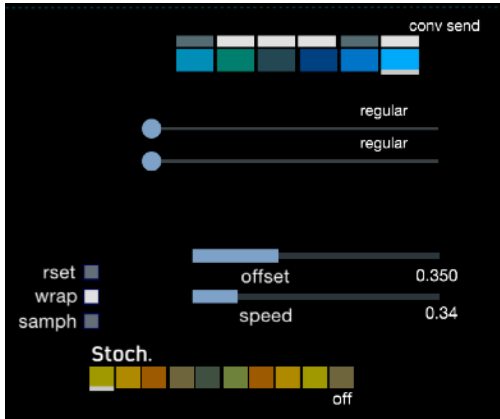 conv send
regular
regular
rset
offset 0.350
wrap
samph
speed 0.34
Stoch.
off